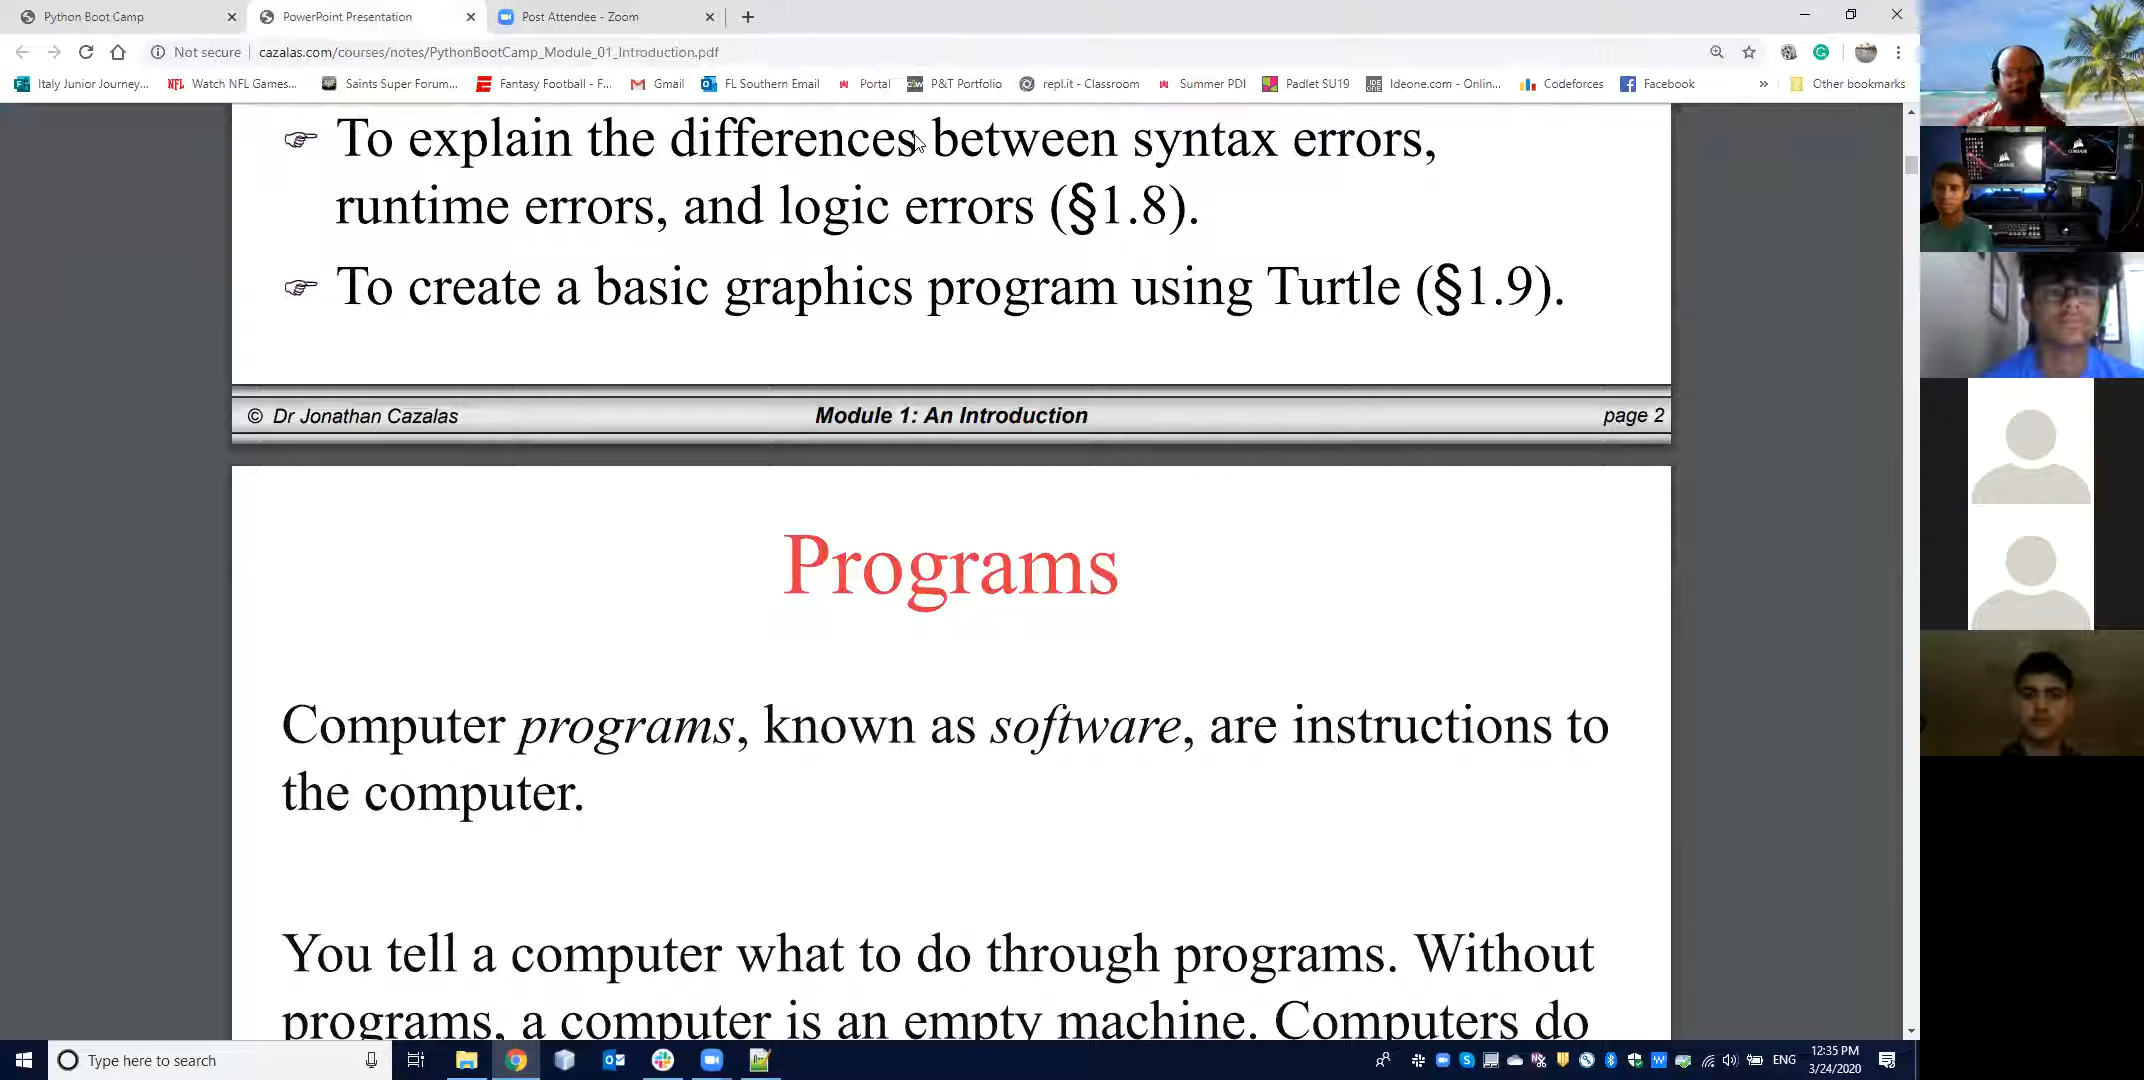 Python Boot Camp
PowerPoint Presentation
Post Attendee - Zoom
Not secure
cazalas.com/courses/notes/PythonBootCamp_Module_01_Introduction.pdf
Italy Junior Journey...
NFL
Watch NFL Games...
Saints Super Forum...
Fantasy Football - F...
Gmail
FL Southern Email
Portal
P&T Portfolio
repl.it - Classroom
Summer PDI
Padlet SU19
Ideone.com - Onlin...
Codeforces
Facebook
»
Other bookmarks
To explain the differences between syntax errors,
runtime errors, and logic errors (§1.8).
To create a basic graphics program using Turtle (§1.9).
© Dr Jonathan Cazalas
Module 1: An Introduction
page 2
Programs
Computer programs, known as software, are instructions to
the computer.
You tell a computer what to do through programs. Without
programs, a computer is an empty machine. Computers do
Type here to search
ENG
12:35 PM
3/24/2020